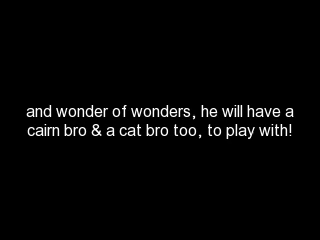 and wonder of wonders, he will have a
cairn bro & a cat bro too, to play with!